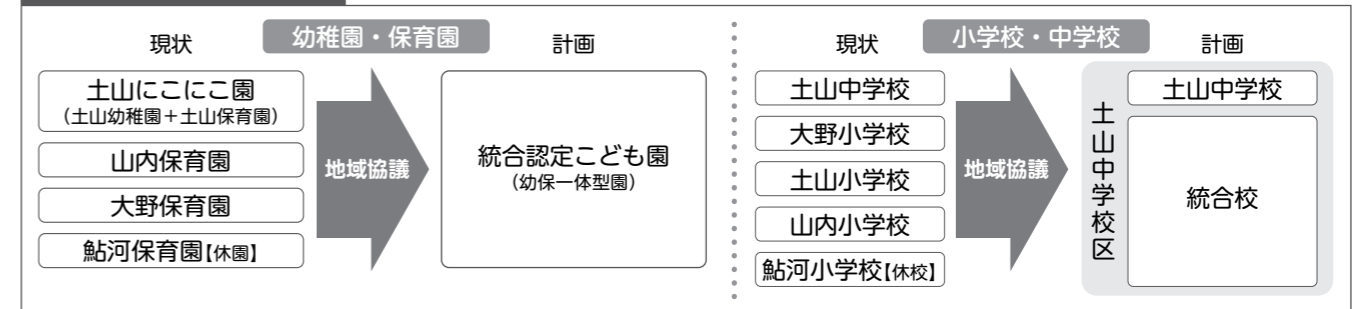 幼稚園・保育園
現状
計画
土山にこにこ園
(土山幼稚園+土山保育園)
山内保育園
大野保育園
鮎河保育園【休園】
地域協議
統合認定こども園
(幼保一体型園)
小学校・中学校
現状
計画
土山中学校
大野小学校
土山小学校
山内小学校
鮎河小学校【休校】
地域協議
土山中学校区
土山中学校
統合校